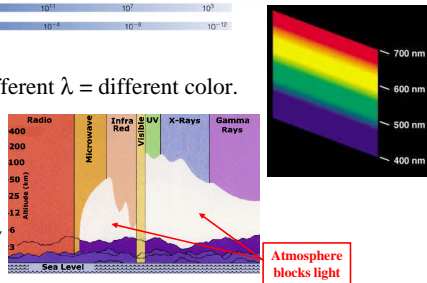 10¹¹ 10⁷ 10³
10⁻⁴ 10⁻⁸ 10⁻¹²
fferent λ = different color.
700 nm
600 nm
500 nm
400 nm
Radio
Microwave
Infra
Red
Visible
UV
X-Rays
Gamma
Rays
400
200
100
50
25
12
6
3
Altitude (km)
Sea Level
Atmosphere
blocks light